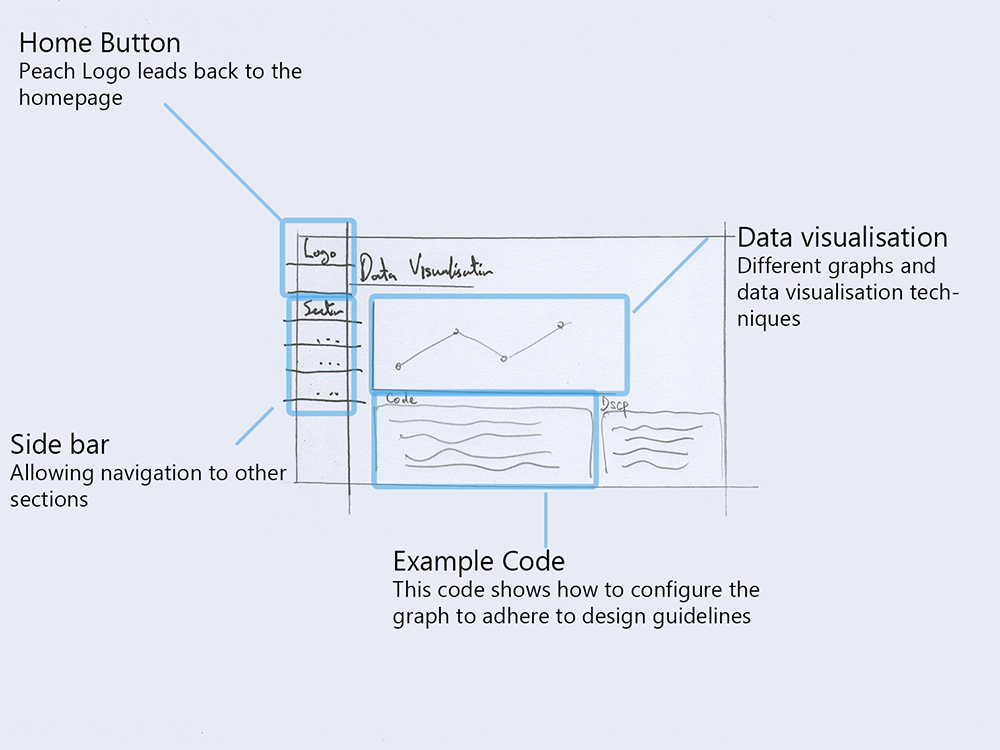 Home Button
Peach Logo leads back to the
homepage
Logo
Data Visualisation
Section
Data visualisation
Different graphs and
data visualisation tech-
niques
Code
Dscp
Side bar
Allowing navigation to other
sections
Example Code
This code shows how to configure the
graph to adhere to design guidelines